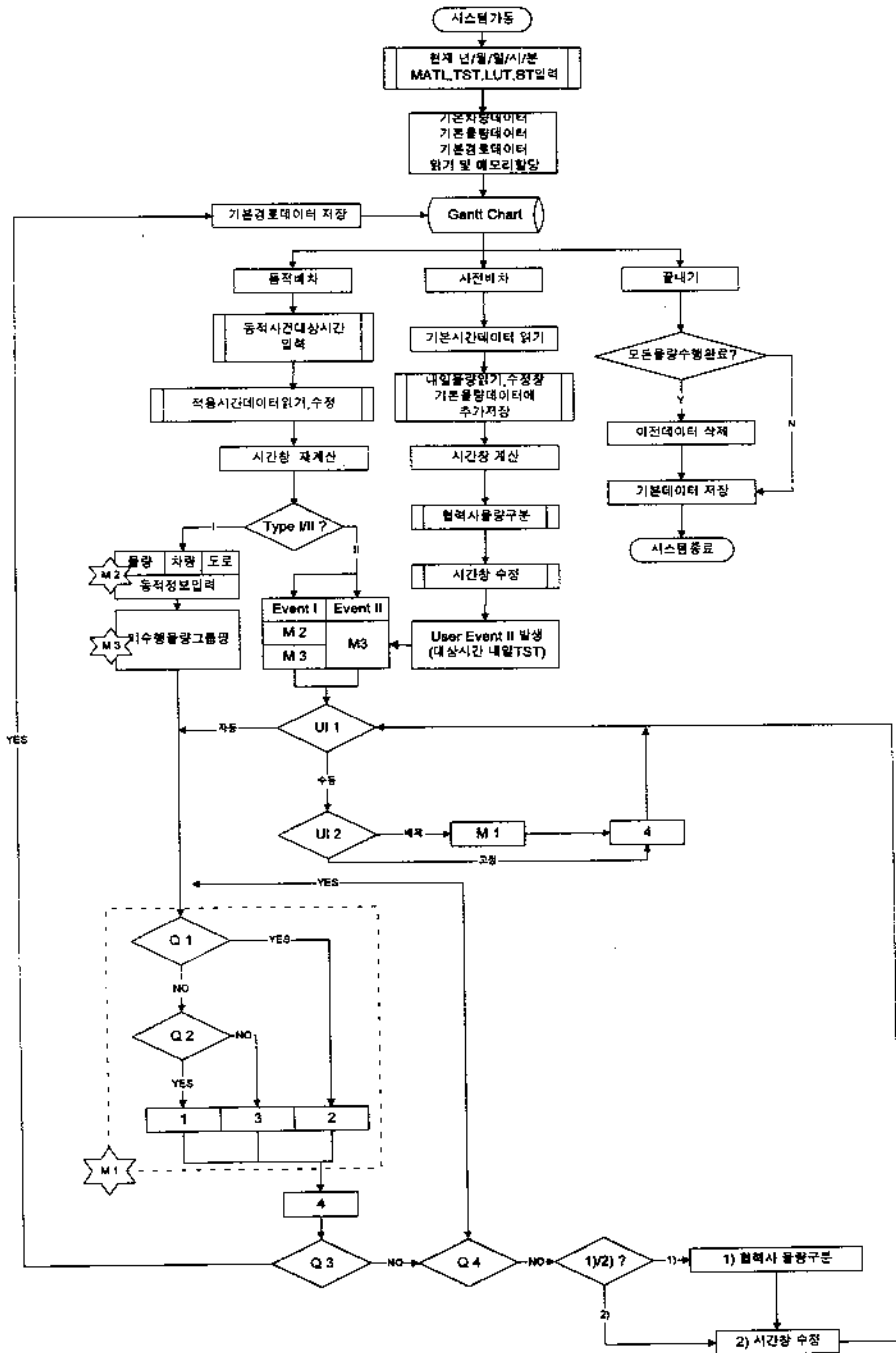 시스템가동
현재 년/월/일/시/분
MATL,TST,LUT,ST입력
기본차량데이터
기본물량데이터
기본경로데이터
읽기 및 메모리할당
기본경로데이터 저장
Gantt Chart
동적배차
사전배차
끝내기
동적사건대상시간
입력
기본시간데이터 읽기
모든물량수행완료?
적용시간데이터읽기,수정
내일물량읽기,수정창
기본물량데이터에
추가저장
Y
N
이전데이터 삭제
시간창 재계산
시간창 계산
기본데이터 저장
Type I/II ?
협력사물량구분
시스템종료
I
II
물량 차량 도로
M 2
동적정보입력
시간창 수정
Event I Event II
M 2
M3
M 3
User Event II 발생
(대상시간 내일TST)
M 3
미수행물량그룹핑
YES
자동
UI 1
수동
UI 2
배제
M 1
4
고정
YES
Q 1
YES
NO
Q 2
NO
YES
1 3 2
M 1
4
Q 3
NO
Q 4
NO
1)/2) ?
1)
1) 협력사 물량구분
2)
2) 시간창 수정